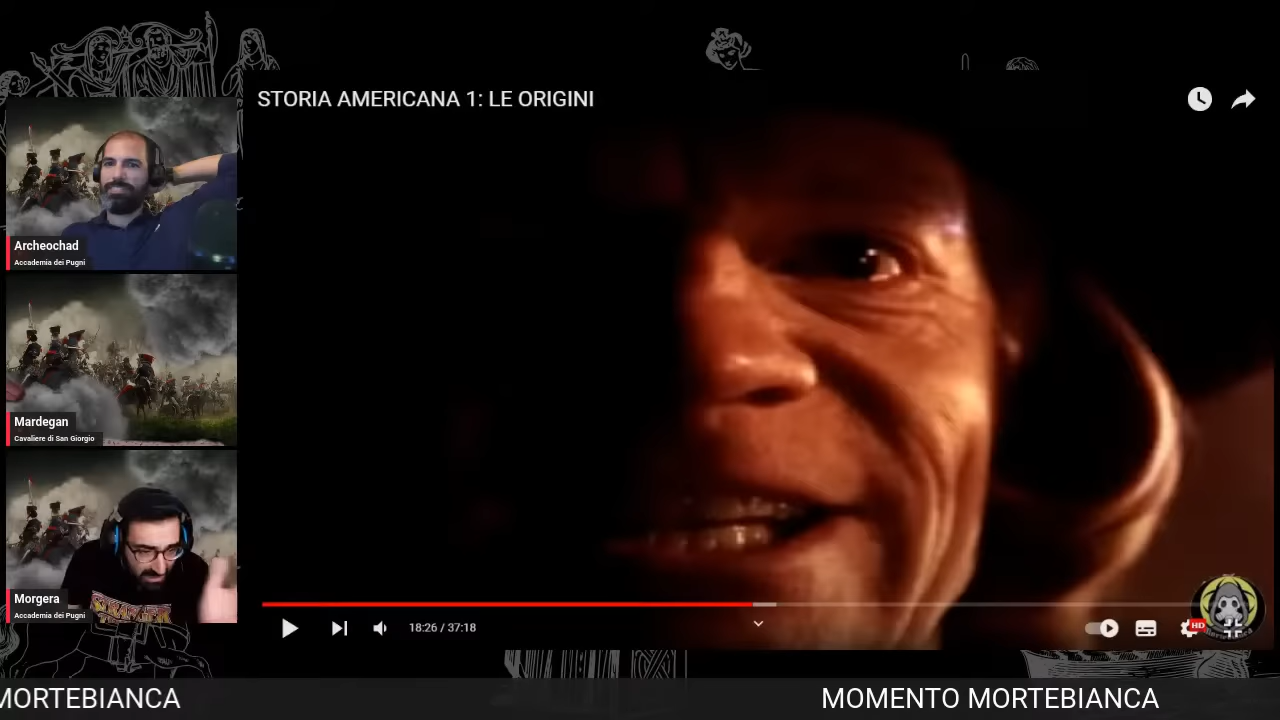 STORIA AMERICANA 1: LE ORIGINI
Archeochad
Accademia dei Pugni
Mardegan
Cavaliere di San Giorgio
Morgera
Accademia dei Pugni
18:26 / 37:18
HD
MORTEBIANCA
MOMENTO MORTEBIANCA